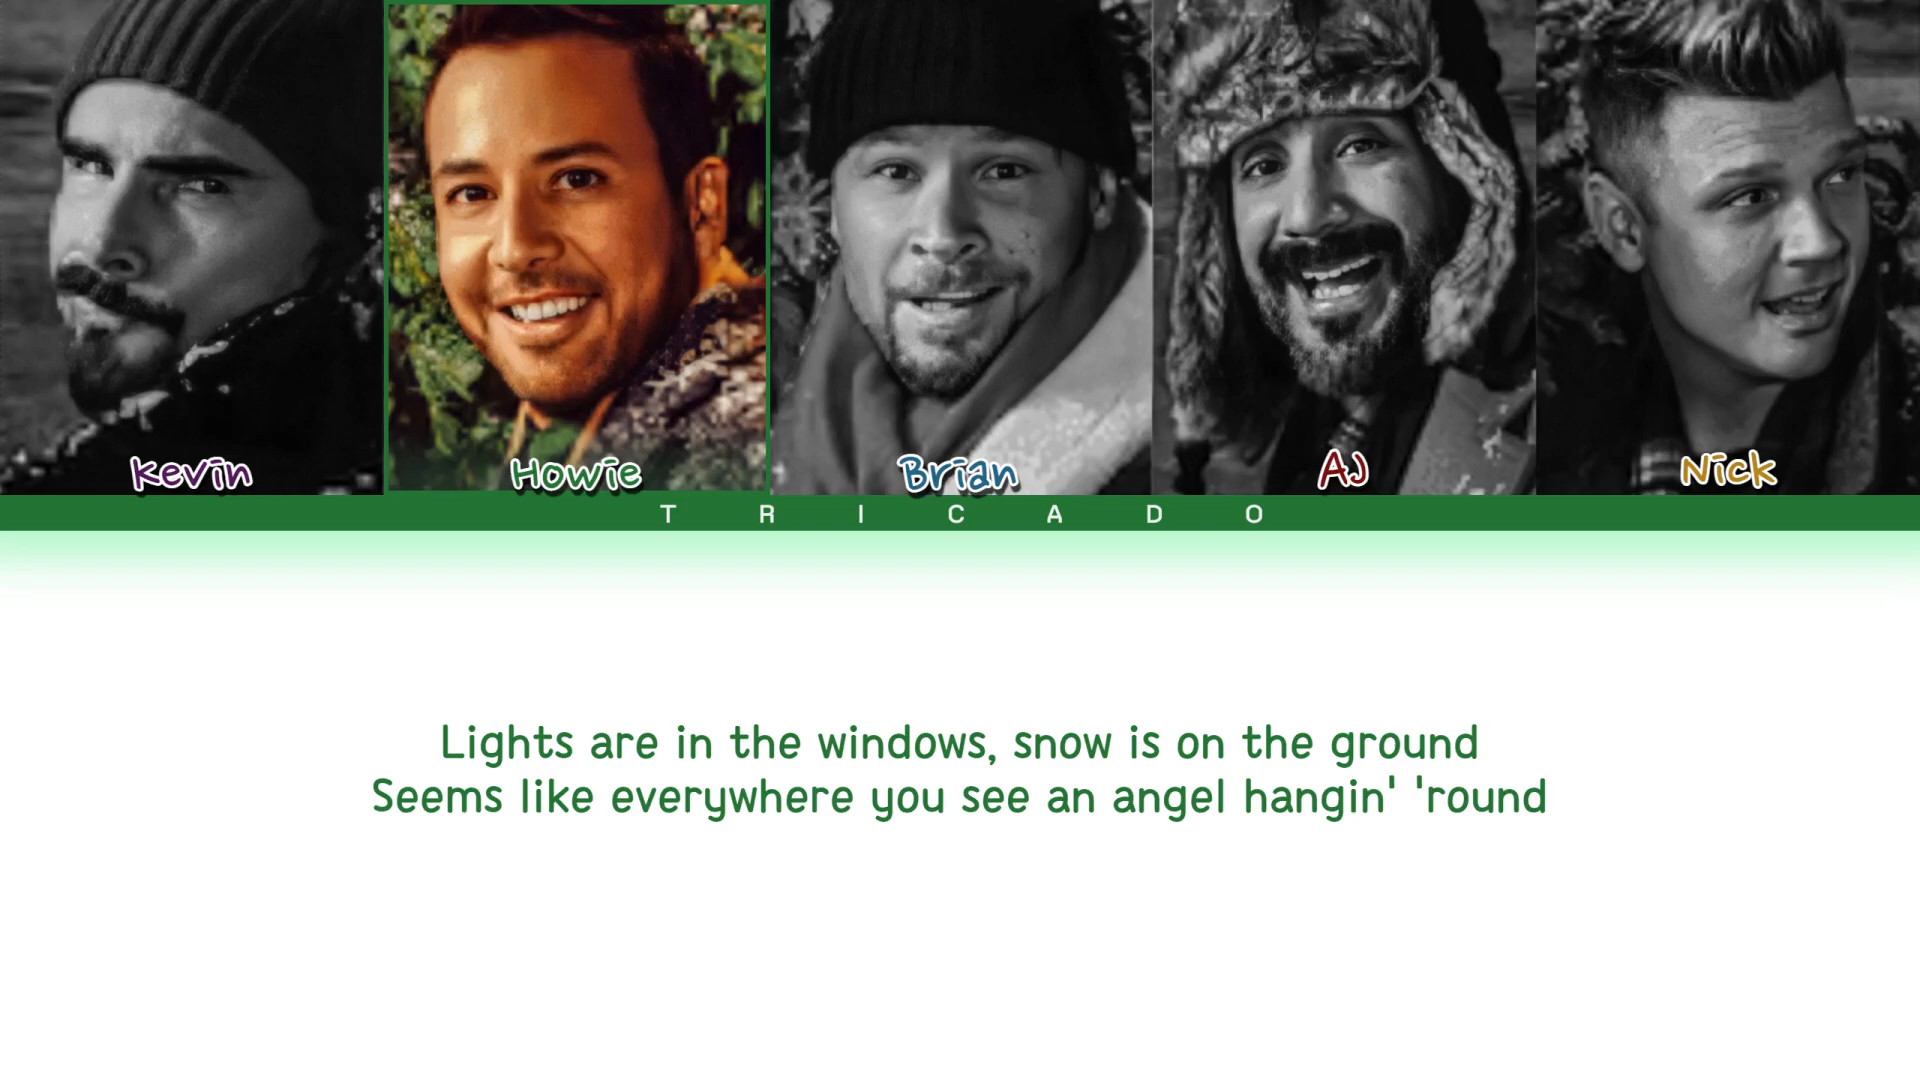 Kevin
Howie
Brian
AJ
Nick
TRICADO
Lights are in the windows, snow is on the ground
Seems like everywhere you see an angel hangin' 'round